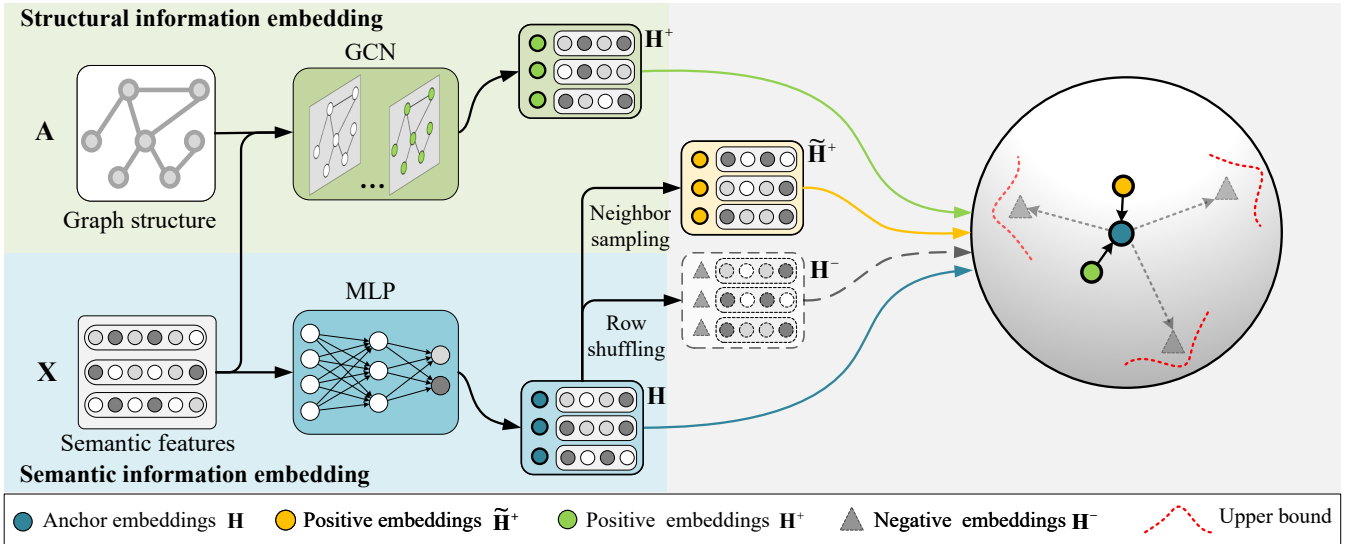 Structural information embedding
GCN
H⁺
A
...
Graph structure
H̃⁺
Neighbor
sampling
H⁻
MLP
Row
shuffling
X
H
Semantic features
Semantic information embedding
Anchor embeddings H
Positive embeddings H̃⁺
Positive embeddings H⁺
Negative embeddings H⁻
Upper bound